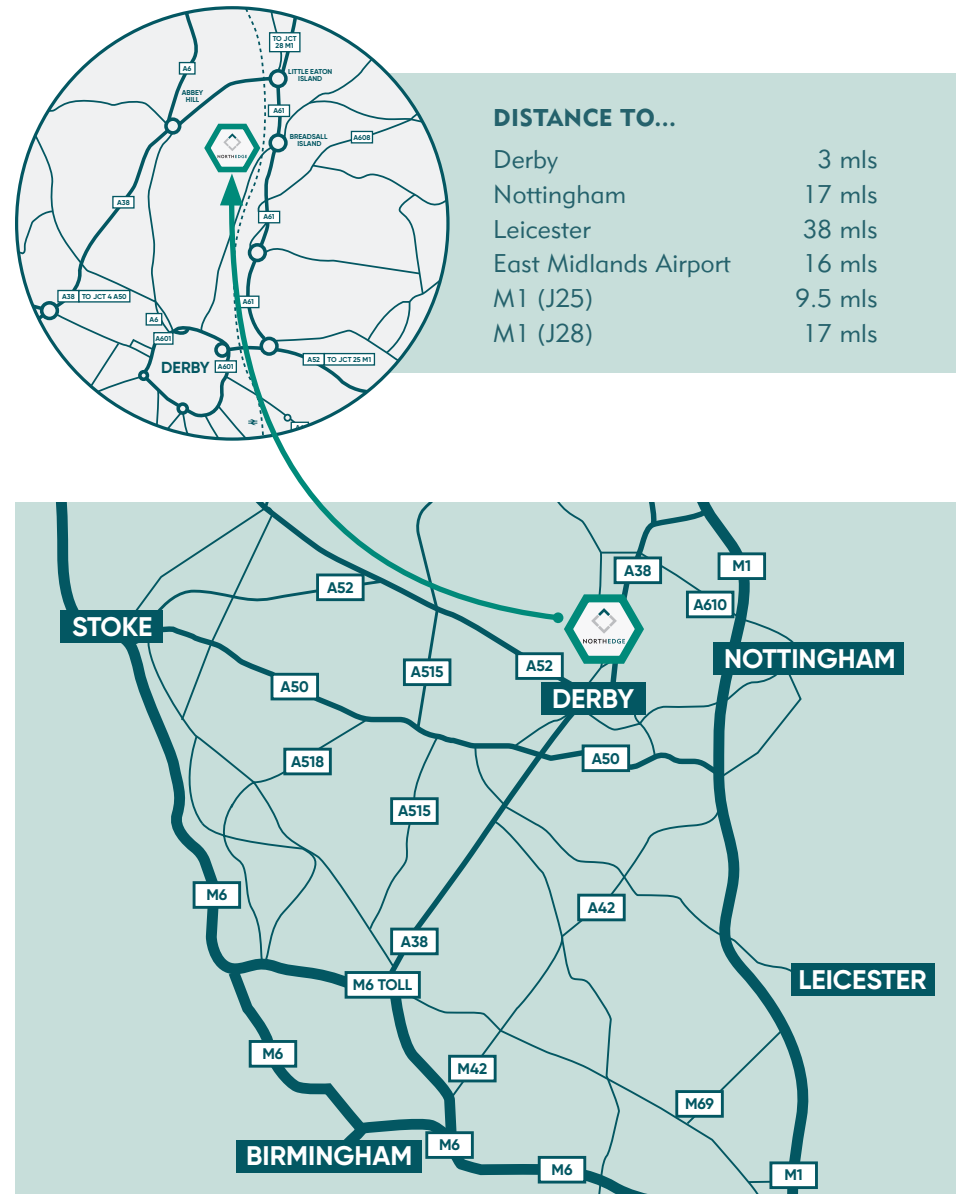 TO JCT
28 M1
A6
LITTLE EATON
ISLAND
ABBEY
HILL
A61
BREADSALL
ISLAND
A608
NORTHEDGE
A38
A61
A38 TO JCT 4 A50
A61
A6
A601
DERBY
A601
A52 TO JCT 25 M1
DISTANCE TO...
Derby 3 mls
Nottingham 17 mls
Leicester 38 mls
East Midlands Airport 16 mls
M1 (J25) 9.5 mls
M1 (J28) 17 mls
M1
A38
A52
A610
STOKE
NORTHEDGE
NOTTINGHAM
A52
A515
A50
DERBY
A50
A518
A515
M6
A42
A38
LEICESTER
M6 TOLL
M6
M42
M69
M6
BIRMINGHAM
M6
M1